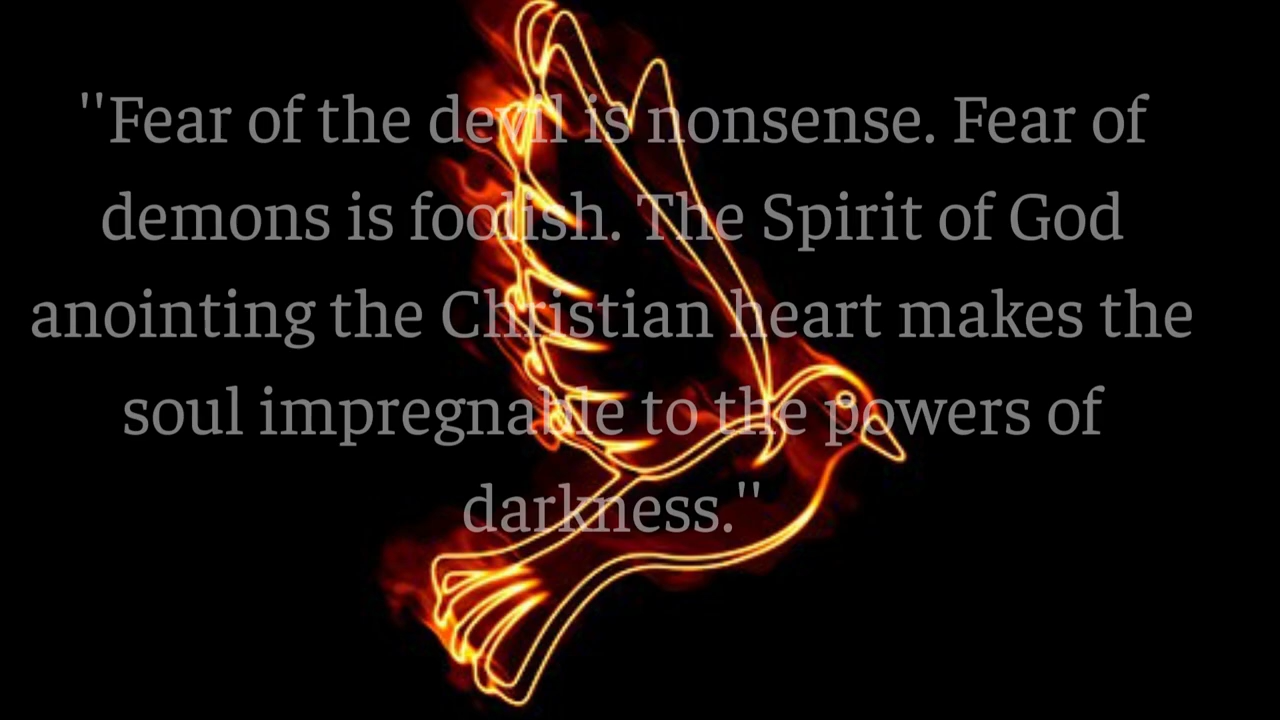 "Fear of the devil is nonsense. Fear of
demons is foolish. The Spirit of God
anointing the Christian heart makes the
soul impregnable to the powers of
darkness."